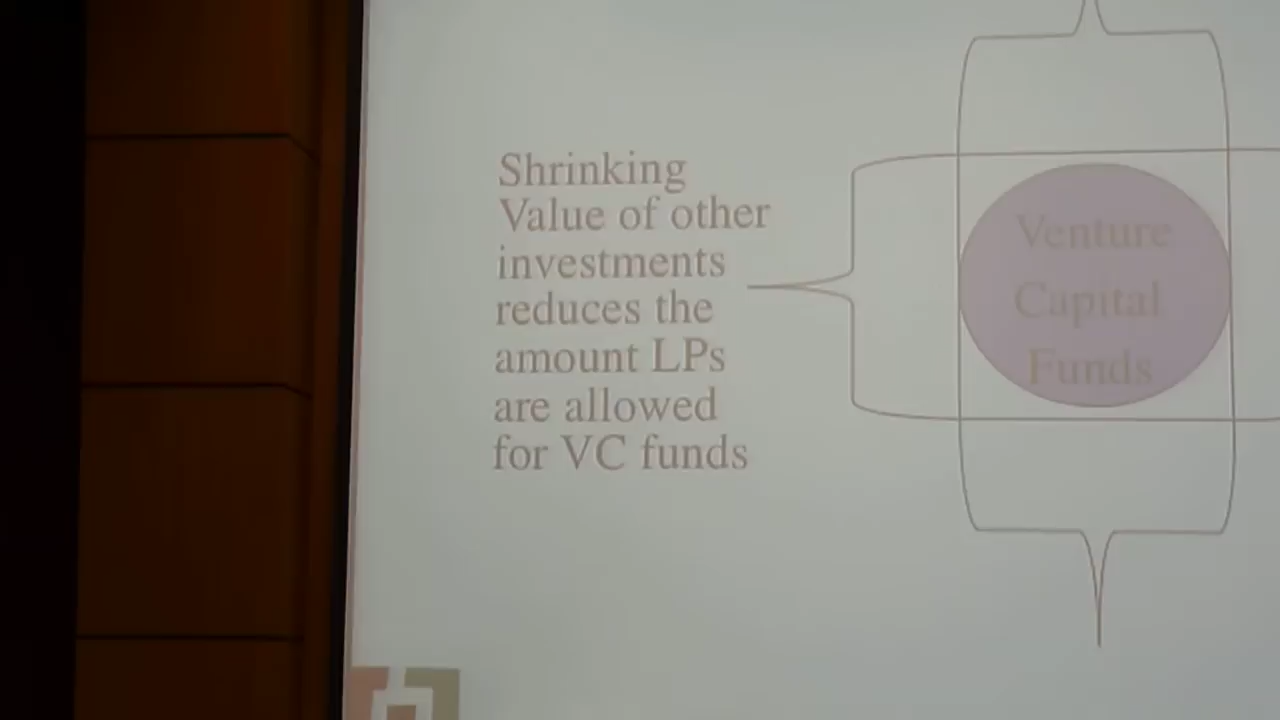 Shrinking
Value of other
investments
reduces the
amount LPs
are allowed
for VC funds
Venture
Capital
Funds